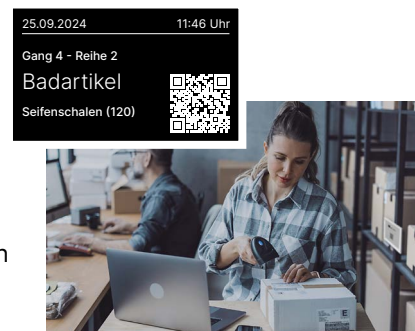 25.09.2024 11:46 Uhr
Gang 4 - Reihe 2
Badartikel
Seifenschalen (120)
n
E